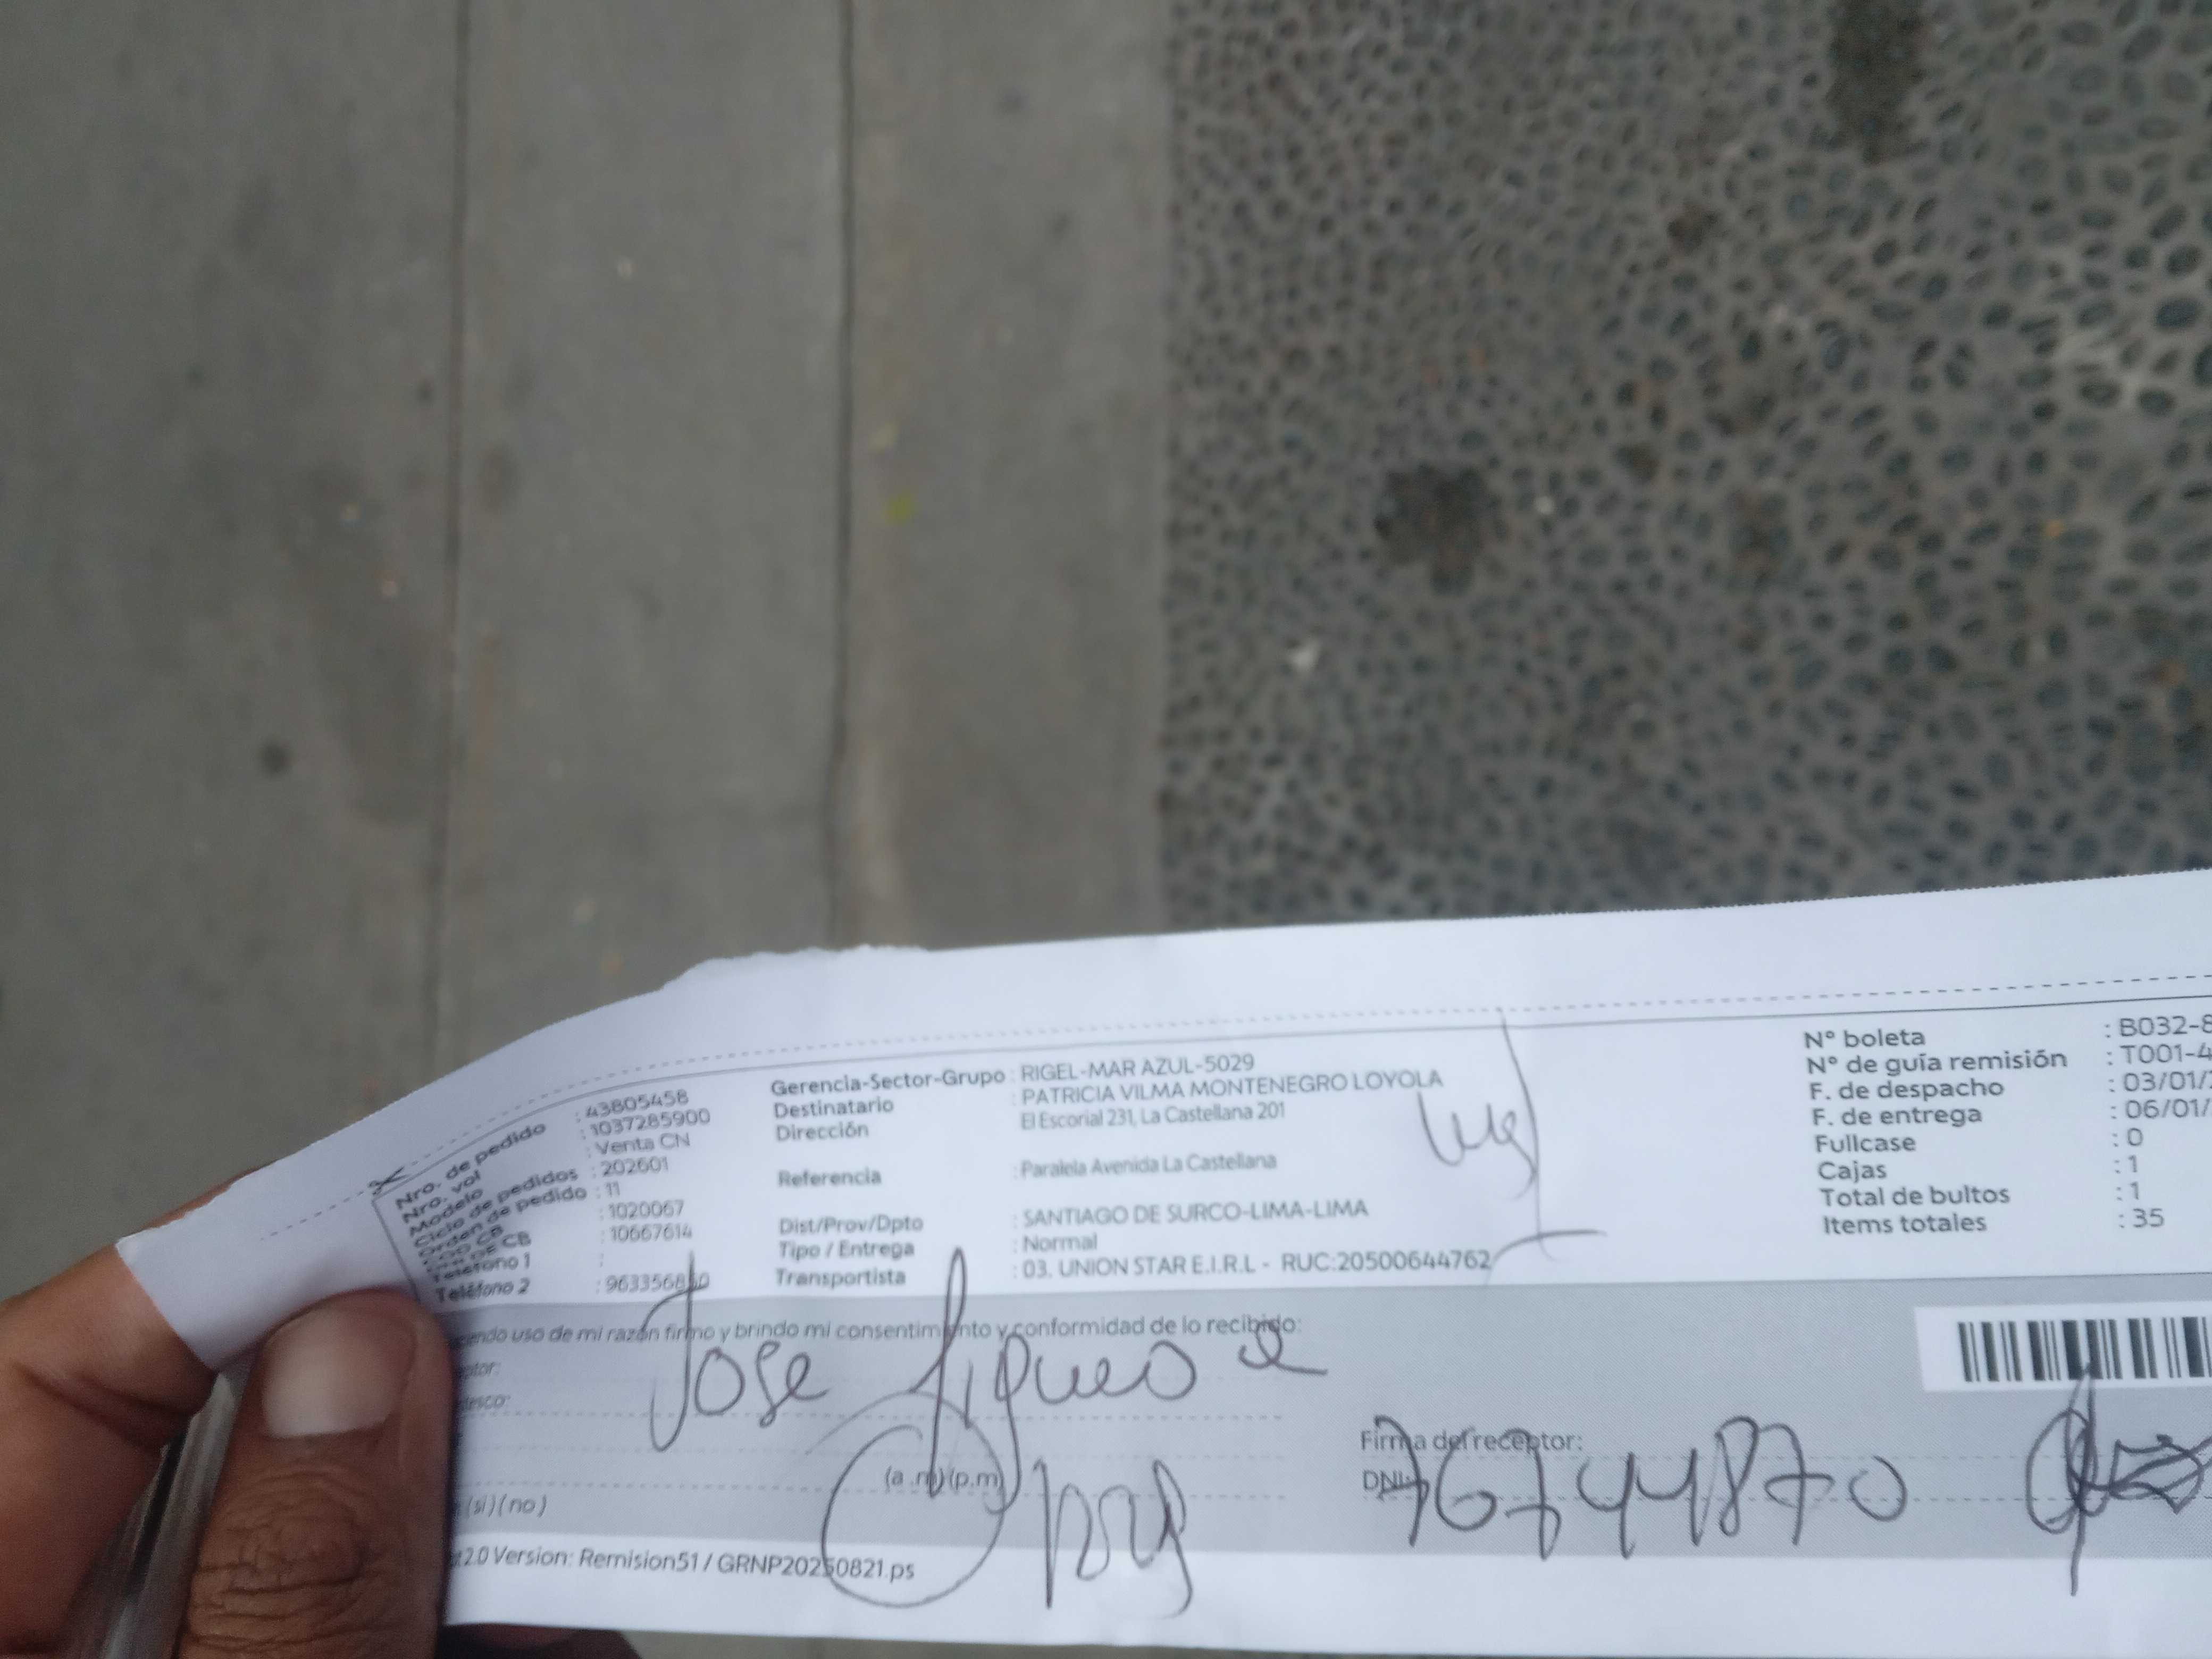 Nro. de pedido : 43805458
Nro. vol : 1037285900
Modelo : Venta CN
Ciclo de pedidos : 202601
Orden de pedido : 11
CB : 1020067
CB : 10667614
Teléfono 1 :
Teléfono 2 : 963356
Gerencia-Sector-Grupo : RIGEL-MAR AZUL-5029
Destinatario : PATRICIA VILMA MONTENEGRO LOYOLA
Dirección El Escorial 231, La Castellana 201
Referencia : Paralela Avenida La Castellana
Dist/Prov/Dpto : SANTIAGO DE SURCO-LIMA-LIMA
Tipo / Entrega : Normal
Transportista : 03. UNION STAR E.I.R.L - RUC:20500644762
N° boleta : B032-8
N° de guía remisión : T001-4
F. de despacho : 03/01/
F. de entrega : 06/01/
Fullcase : 0
Cajas : 1
Total de bultos : 1
Items totales : 35
uso de mi razón firmo y brindo mi consentimiento y conformidad de lo recibido:
Jose
(a .m) (p.m)
(si) ( no )
Firma del receptor:
DNI: 76744870
2.0 Version: Remision51 / GRNP20250821.ps